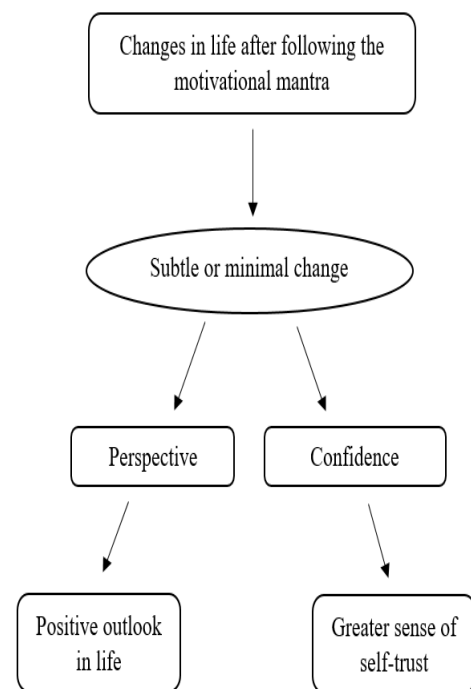 Changes in life after following the
motivational mantra
Subtle or minimal change
Perspective
Confidence
Positive outlook
in life
Greater sense of
self-trust